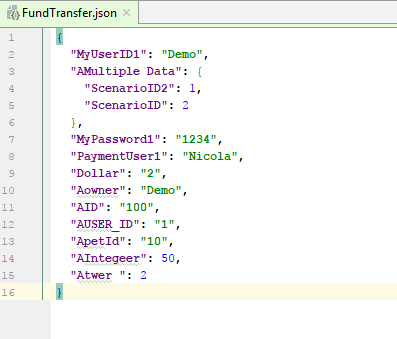 FundTransfer.json ×
1 {
2 "MyUserID1": "Demo",
3 "AMultiple Data": {
4 "ScenarioID2": 1,
5 "ScenarioID": 2
6 },
7 "MyPassword1": "1234",
8 "PaymentUser1": "Nicola",
9 "Dollar": "2",
10 "Aowner": "Demo",
11 "AID": "100",
12 "AUSER_ID": "1",
13 "ApetId": "10",
14 "AIntegeer": 50,
15 "Atwer ": 2
16 }